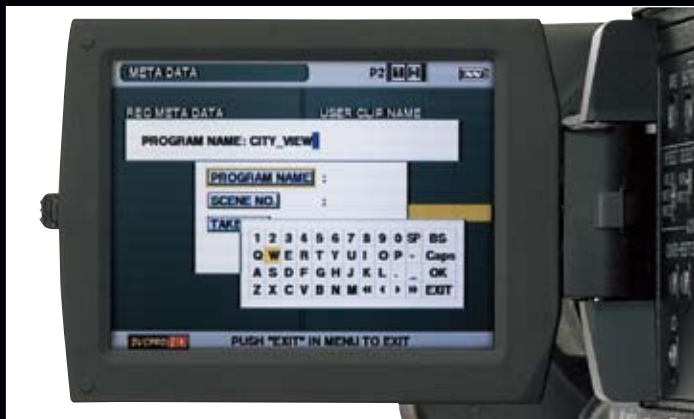 META DATA P2
REC META DATA USER CLIP NAME
PROGRAM NAME: CITY_VIEW
PROGRAM NAME :
SCENE NO. :
TAKE
1 2 3 4 5 6 7 8 9 0 SP BS
Q W E R T Y U I O P - Caps
A S D F G H J K L . _ OK
Z X C V B N M EXIT
DVCPRO
PUSH "EXIT" IN MENU TO EXIT